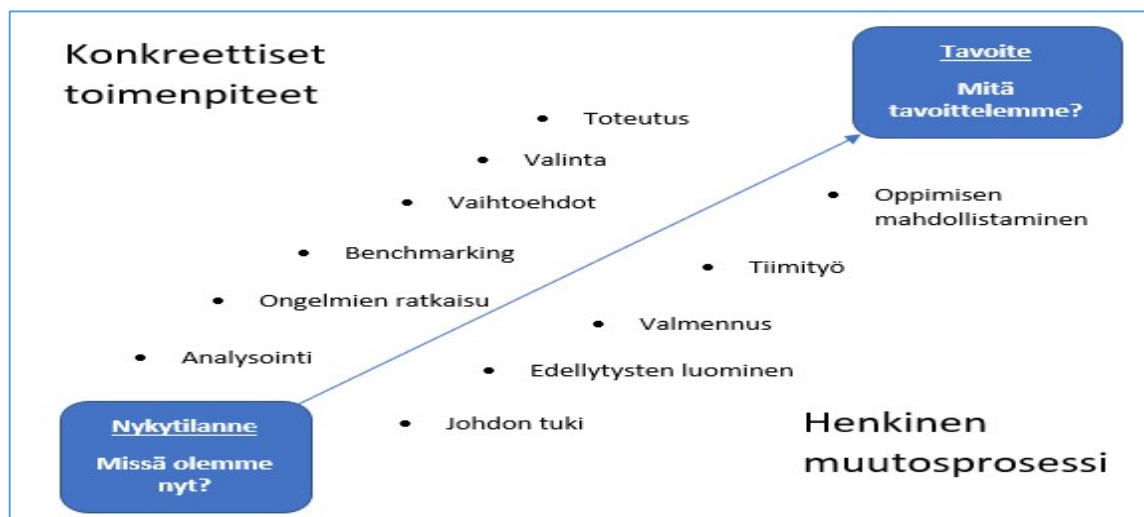 Konkreettiset
toimenpiteet
Tavoite
Mitä
tavoittelemme?
• Toteutus
• Valinta
• Vaihtoehdot
• Oppimisen
mahdollistaminen
• Benchmarking
• Tiimityö
• Ongelmien ratkaisu
• Valmennus
• Analysointi
• Edellytysten luominen
Nykytilanne
Missä olemme
nyt?
• Johdon tuki
Henkinen
muutosprosessi